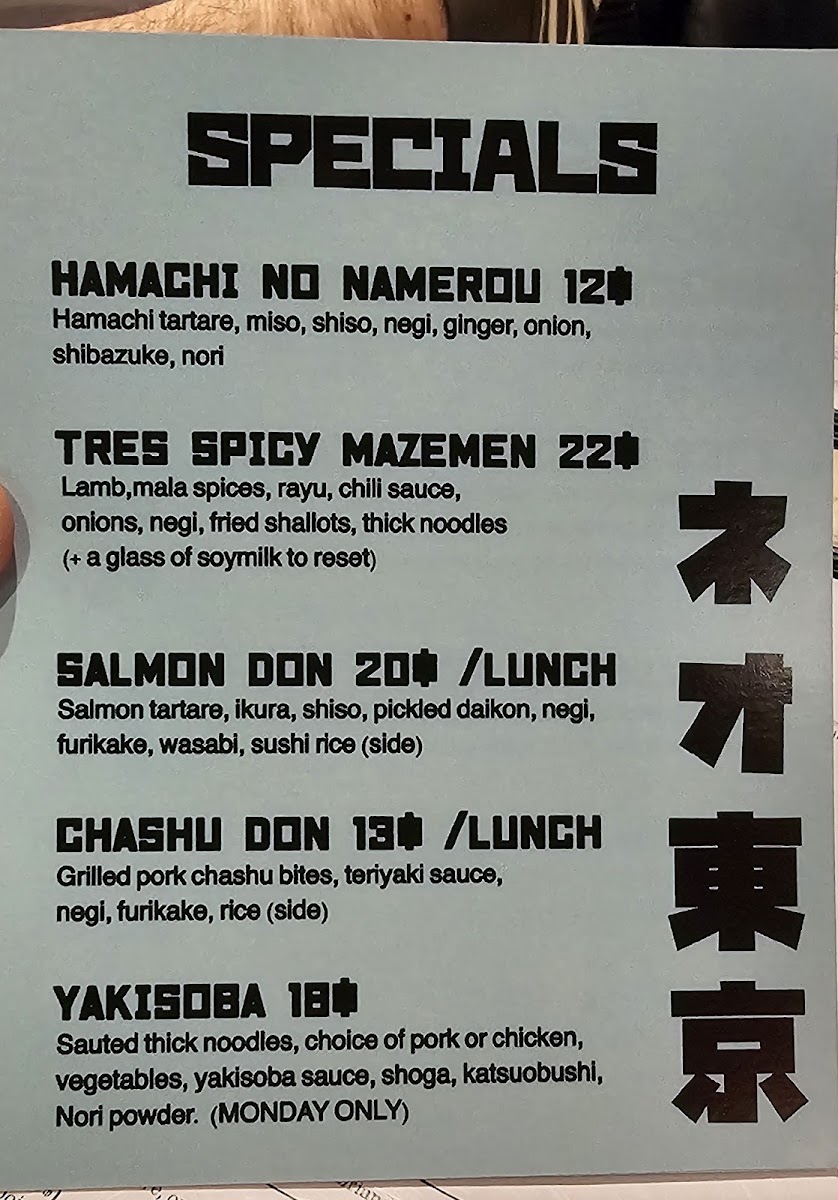 SPECIALS
HAMACHI NO NAMEROU 12$
Hamachi tartare, miso, shiso, negi, ginger, onion,
shibazuke, nori
TRES SPICY MAZEMEN 22$
Lamb,mala spices, rayu, chili sauce,
onions, negi, fried shallots, thick noodles
(+ a glass of soymilk to reset)
SALMON DON 20$ /LUNCH
Salmon tartare, ikura, shiso, pickled daikon, negi,
furikake, wasabi, sushi rice (side)
CHASHU DON 13$ /LUNCH
Grilled pork chashu bites, teriyaki sauce,
negi, furikake, rice (side)
YAKISOBA 18$
Sauted thick noodles, choice of pork or chicken,
vegetables, yakisoba sauce, shoga, katsuobushi,
Nori powder. (MONDAY ONLY)
ネオ東京